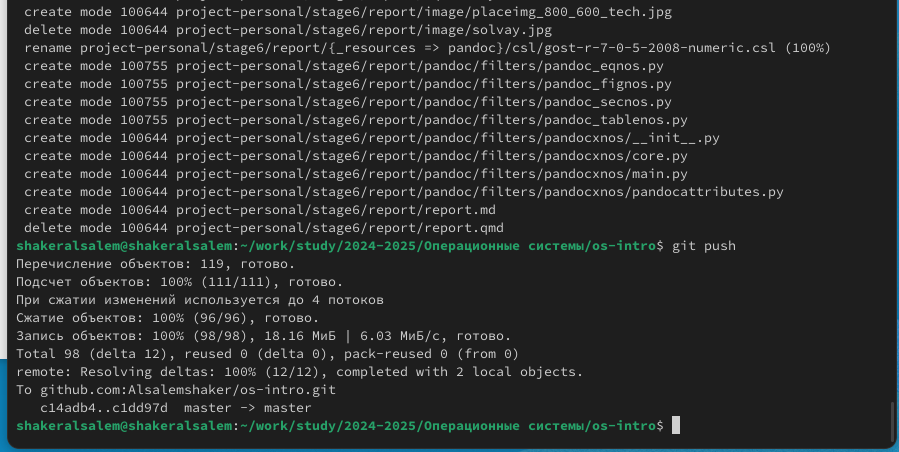 create mode 100644 project-personal/stage6/report/image/placeimg_800_600_tech.jpg
delete mode 100644 project-personal/stage6/report/image/solvay.jpg
rename project-personal/stage6/report/{_resources => pandoc}/csl/gost-r-7-0-5-2008-numeric.csl (100%)
create mode 100755 project-personal/stage6/report/pandoc/filters/pandoc_eqnos.py
create mode 100755 project-personal/stage6/report/pandoc/filters/pandoc_fignos.py
create mode 100755 project-personal/stage6/report/pandoc/filters/pandoc_secnos.py
create mode 100755 project-personal/stage6/report/pandoc/filters/pandoc_tablenos.py
create mode 100644 project-personal/stage6/report/pandoc/filters/pandocxnos/__init__.py
create mode 100644 project-personal/stage6/report/pandoc/filters/pandocxnos/core.py
create mode 100644 project-personal/stage6/report/pandoc/filters/pandocxnos/main.py
create mode 100644 project-personal/stage6/report/pandoc/filters/pandocxnos/pandocattributes.py
create mode 100644 project-personal/stage6/report/report.md
delete mode 100644 project-personal/stage6/report/report.qmd
shakeralsalem@shakeralsalem:~/work/study/2024-2025/Операционные системы/os-intro$ git push
Перечисление объектов: 119, готово.
Подсчет объектов: 100% (111/111), готово.
При сжатии изменений используется до 4 потоков
Сжатие объектов: 100% (96/96), готово.
Запись объектов: 100% (98/98), 18.16 МиБ | 6.03 МиБ/с, готово.
Total 98 (delta 12), reused 0 (delta 0), pack-reused 0 (from 0)
remote: Resolving deltas: 100% (12/12), completed with 2 local objects.
To github.com:Alsalemshaker/os-intro.git
c14adb4..c1dd97d  master -> master
shakeralsalem@shakeralsalem:~/work/study/2024-2025/Операционные системы/os-intro$